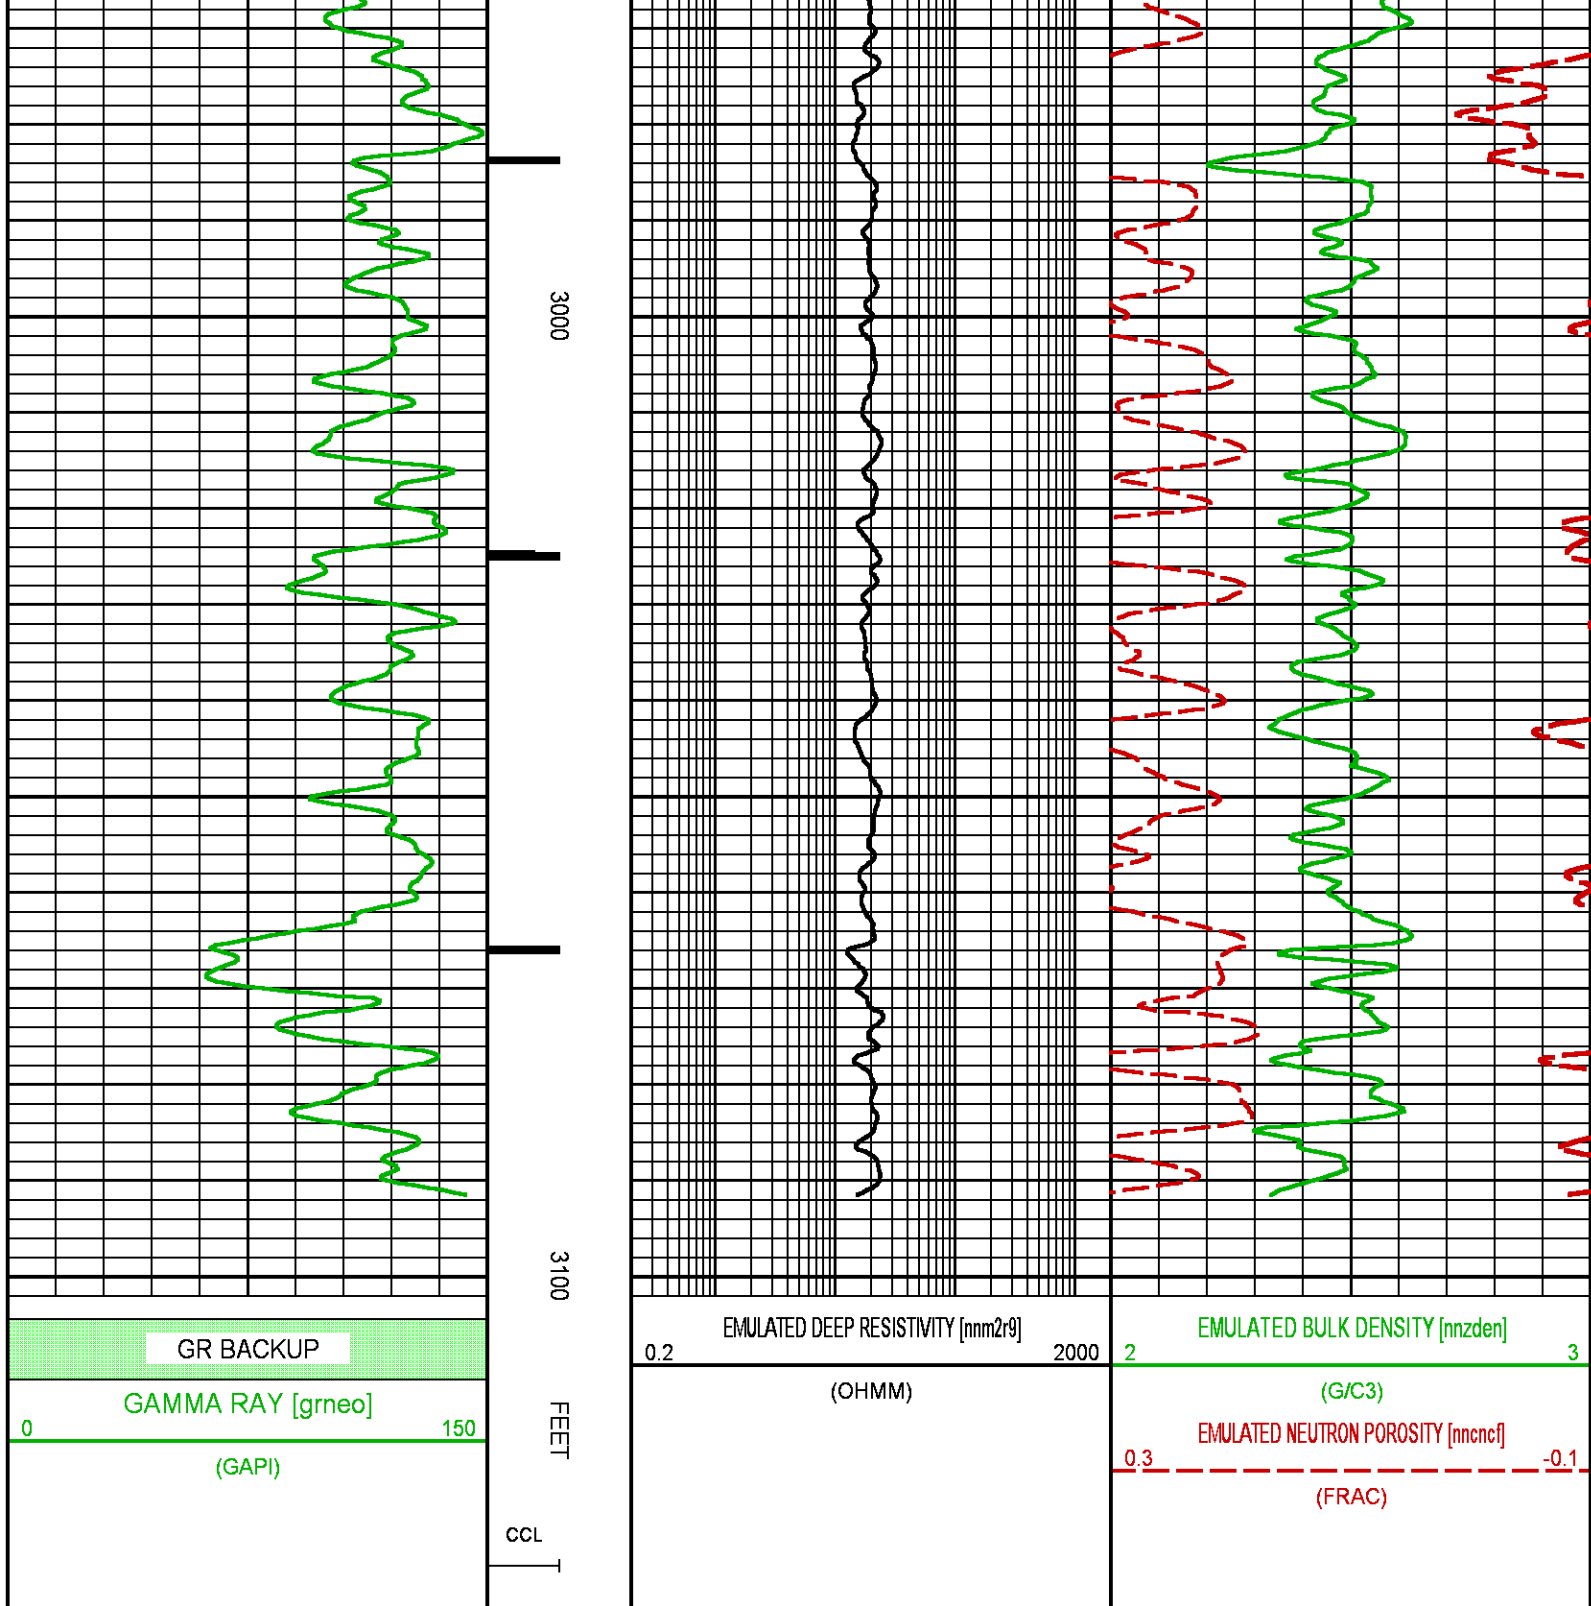 3000
3100
GR BACKUP
GAMMA RAY [grneo]
0 150
(GAPI)
FEET
CCL
EMULATED DEEP RESISTIVITY [nnm2r9]
0.2 2000
(OHMM)
EMULATED BULK DENSITY [nnzden]
2 3
(G/C3)
EMULATED NEUTRON POROSITY [nncncf]
0.3 -0.1
(FRAC)